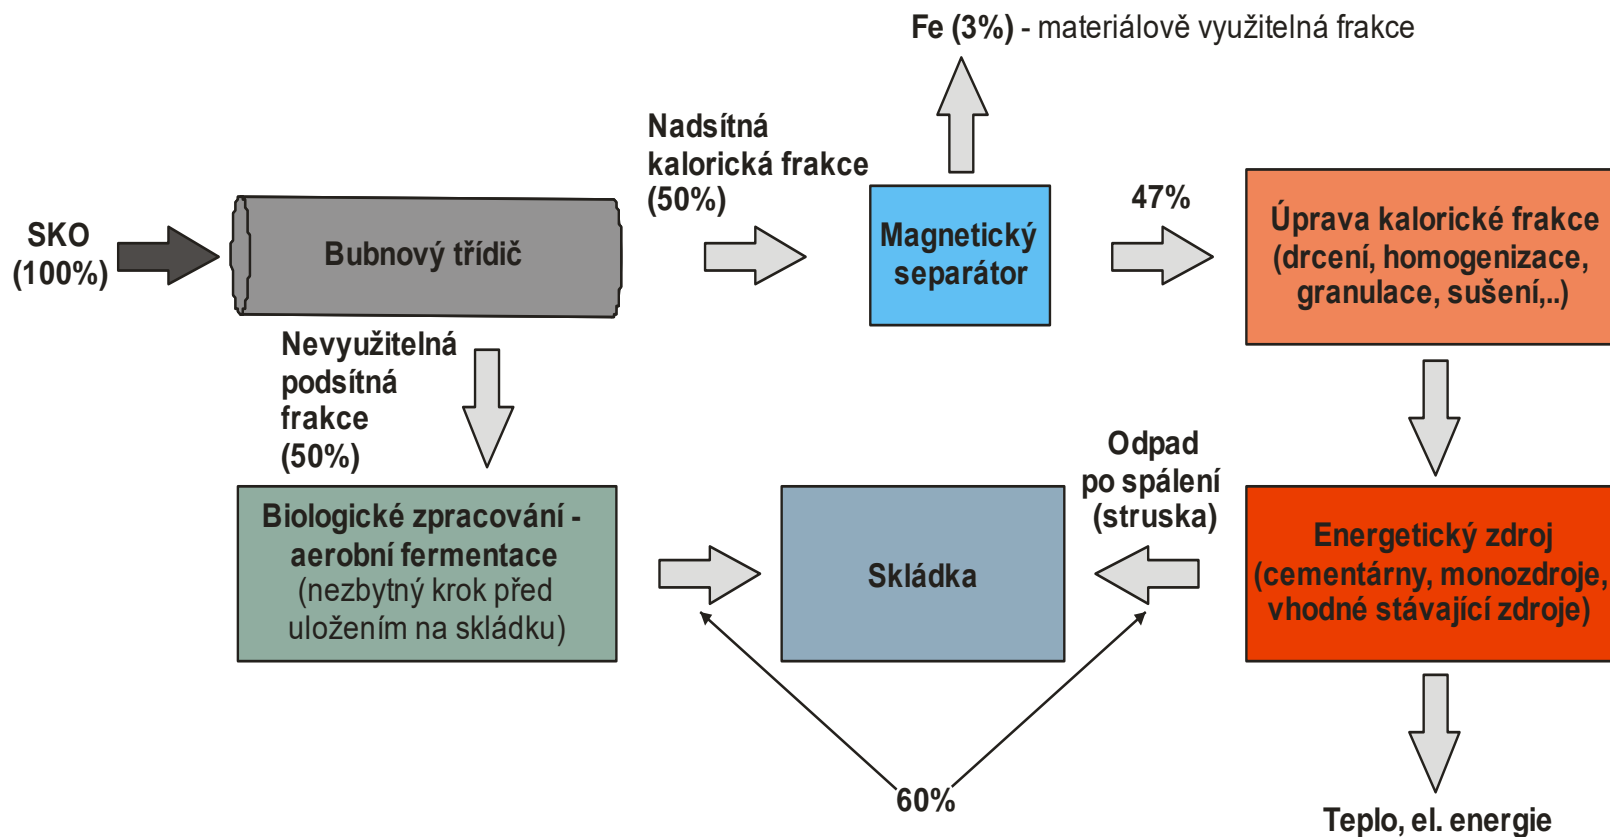 Fe (3%) - materiálově využitelná frakce
Nadsítná
kalorická frakce
(50%)
47%
SKO
(100%)
Bubnový třídič
Magnetický
separátor
Úprava kalorické frakce
(drcení, homogenizace,
granulace, sušení,..)
Nevyužitelná
podsítná
frakce
(50%)
Odpad
po spálení
(struska)
Biologické zpracování -
aerobní fermentace
(nezbytný krok před
uložením na skládku)
Skládka
Energetický zdroj
(cementárny, monozdroje,
vhodné stávající zdroje)
60%
Teplo, el. energie